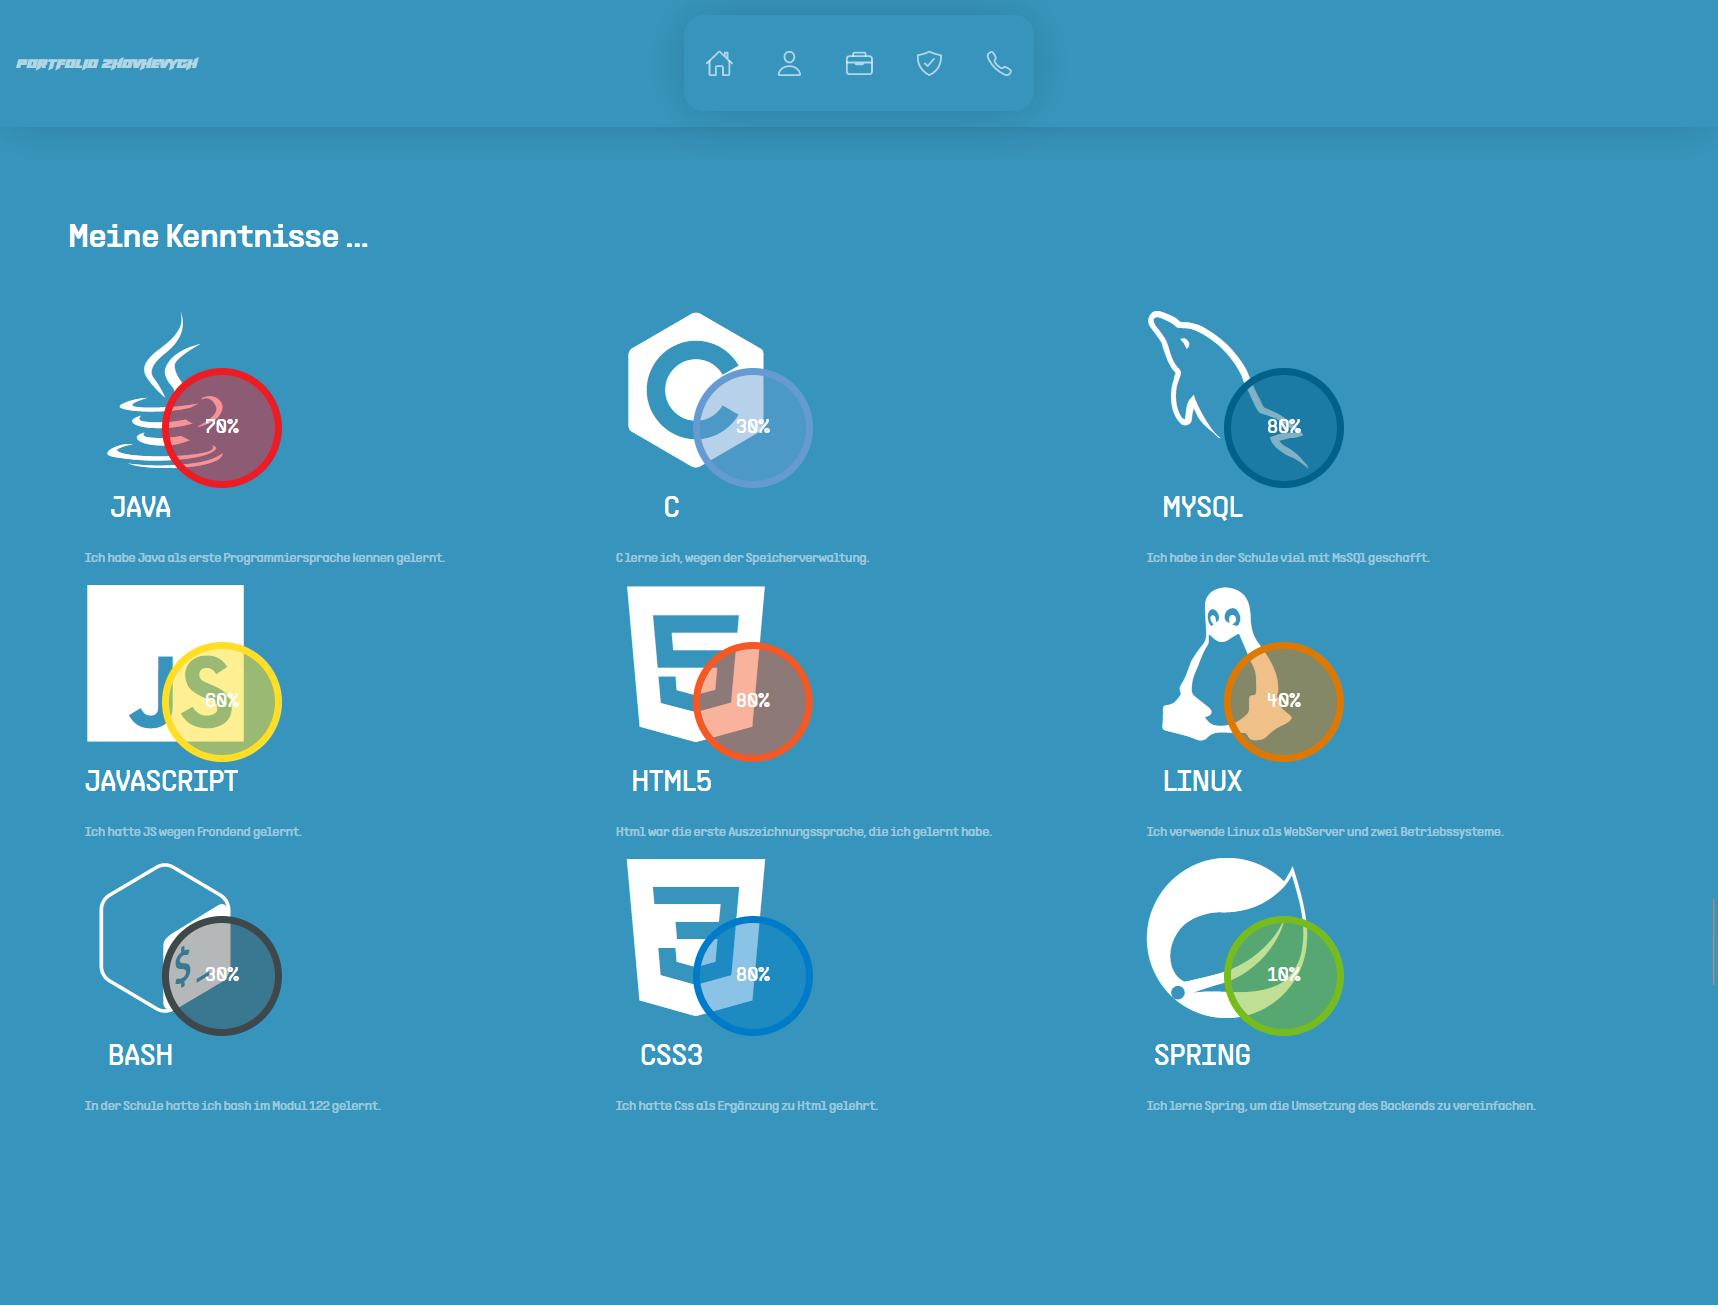 PORTFOLIO ZHOVHEVYCH
Meine Kenntnisse ...
70%
30%
80%
JAVA
C
MYSQL
Ich habe Java als erste Programmiersprache kennen gelernt.
C lerne ich, wegen der Speicherverwaltung.
Ich habe in der Schule viel mit MsSQl geschafft.
JS
60%
80%
40%
JAVASCRIPT
HTML5
LINUX
Ich hatte JS wegen Frondend gelernt.
Html war die erste Auszeichnungssprache, die ich gelernt habe.
Ich verwende Linux als WebServer und zwei Betriebssysteme.
$_
30%
80%
10%
BASH
CSS3
SPRING
In der Schule hatte ich bash im Modul 122 gelernt.
Ich hatte Css als Ergänzung zu Html gelehrt.
Ich lerne Spring, um die Umsetzung des Backends zu vereinfachen.